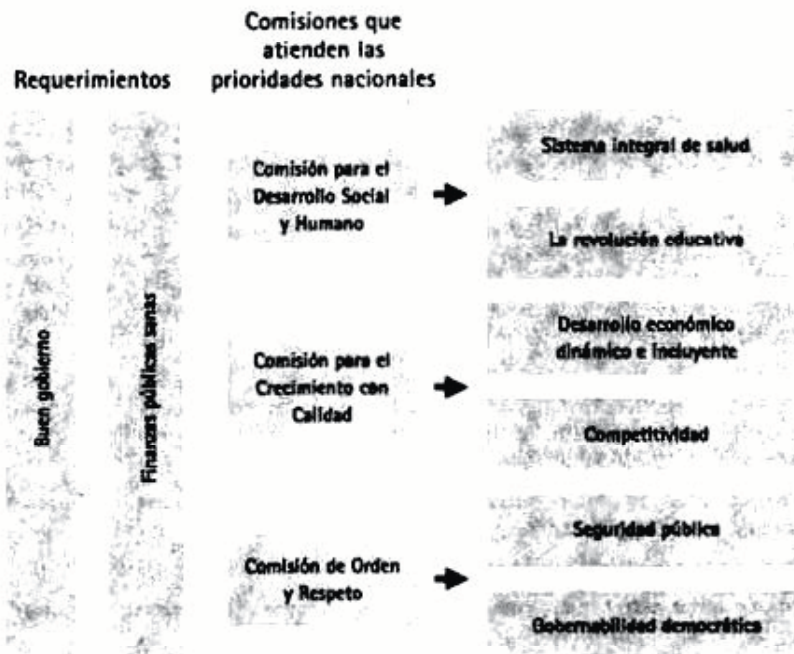 Requerimientos
Comisiones que
atienden las
prioridades nacionales
Buen gobierno
Finanzas públicas sanas
Comisión para el
Desarrollo Social
y Humano
Sistema integral de salud
La revolución educativa
Comisión para el
Crecimiento con
Calidad
Desarrollo económico
dinámico e incluyente
Competitividad
Comisión de Orden
y Respeto
Seguridad pública
Gobernabilidad democrática